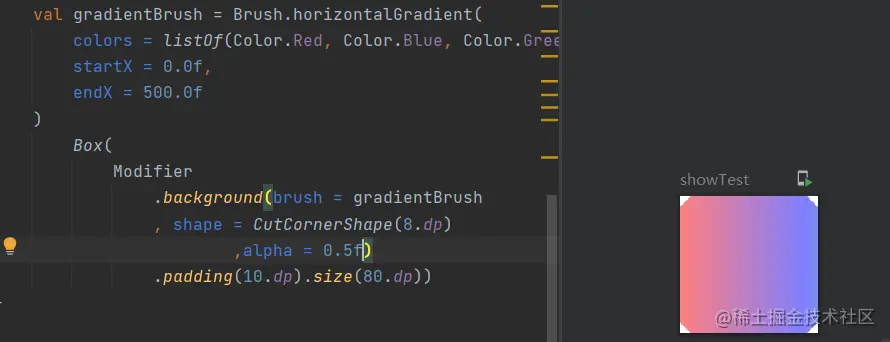 val gradientBrush = Brush.horizontalGradient(
colors = listOf(Color.Red, Color.Blue, Color.Gree
startX = 0.0f,
endX = 500.0f
)
Box(
Modifier
.background(brush = gradientBrush
, shape = CutCornerShape(8.dp)
,alpha = 0.5f)
.padding(10.dp).size(80.dp))
showTest
@稀土掘金技术社区